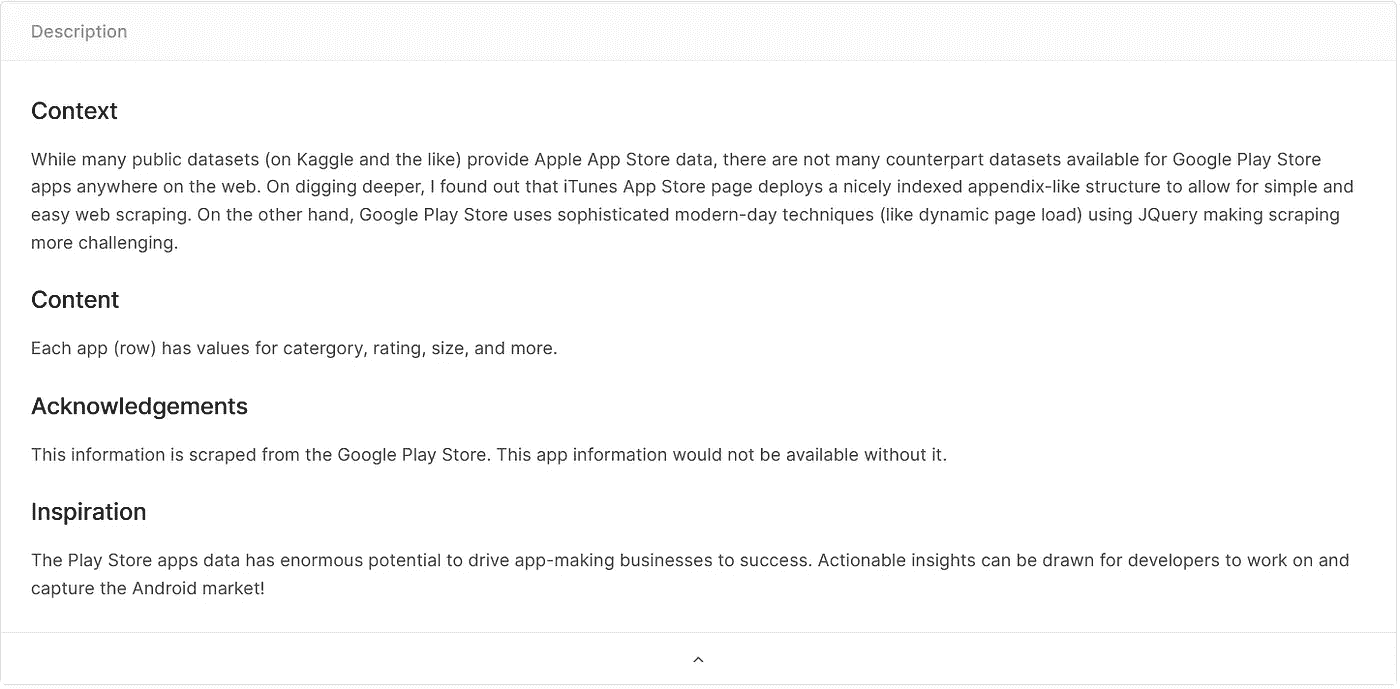 Description
Context
While many public datasets (on Kaggle and the like) provide Apple App Store data, there are not many counterpart datasets available for Google Play Store
apps anywhere on the web. On digging deeper, I found out that iTunes App Store page deploys a nicely indexed appendix-like structure to allow for simple and
easy web scraping. On the other hand, Google Play Store uses sophisticated modern-day techniques (like dynamic page load) using JQuery making scraping
more challenging.
Content
Each app (row) has values for catergory, rating, size, and more.
Acknowledgements
This information is scraped from the Google Play Store. This app information would not be available without it.
Inspiration
The Play Store apps data has enormous potential to drive app-making businesses to success. Actionable insights can be drawn for developers to work on and
capture the Android market!